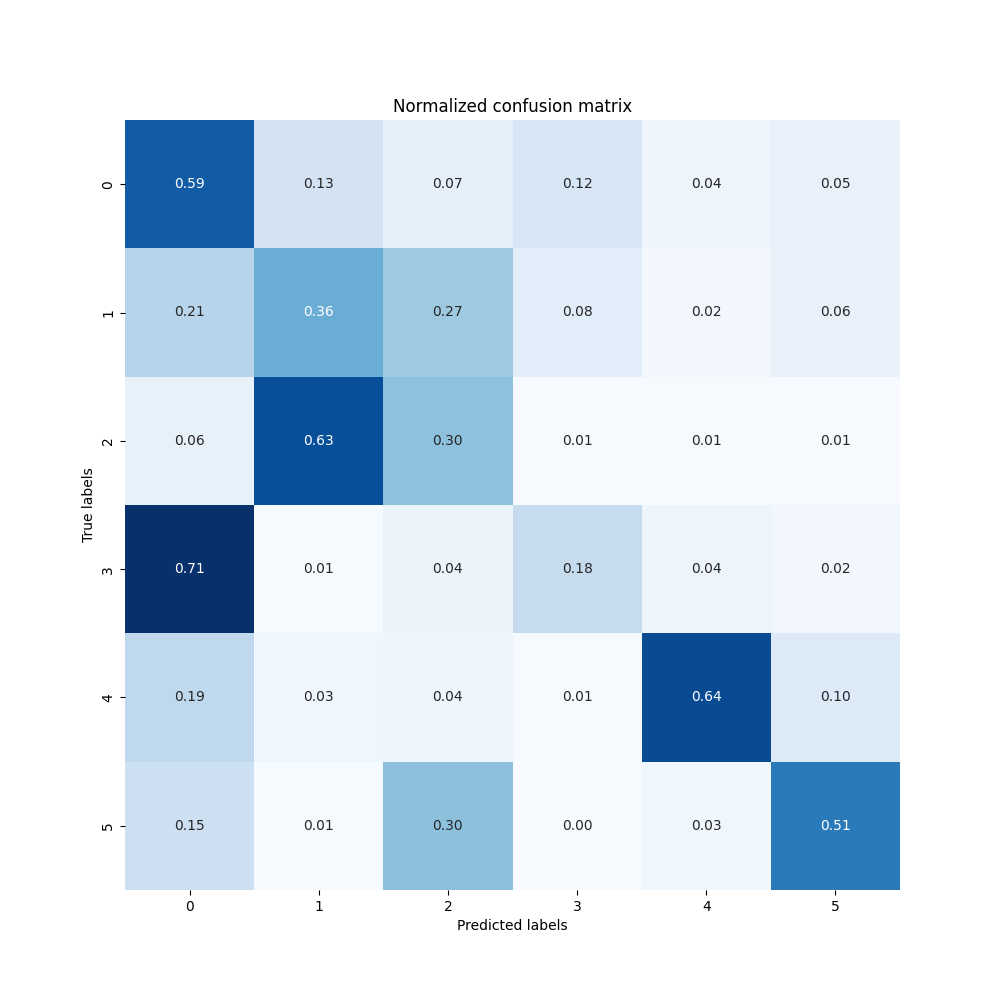 Normalized confusion matrix
0 0.59 0.13 0.07 0.12 0.04 0.05
1 0.21 0.36 0.27 0.08 0.02 0.06
2 0.06 0.63 0.30 0.01 0.01 0.01
3 0.71 0.01 0.04 0.18 0.04 0.02
4 0.19 0.03 0.04 0.01 0.64 0.10
5 0.15 0.01 0.30 0.00 0.03 0.51
True labels
0 1 2 3 4 5
Predicted labels